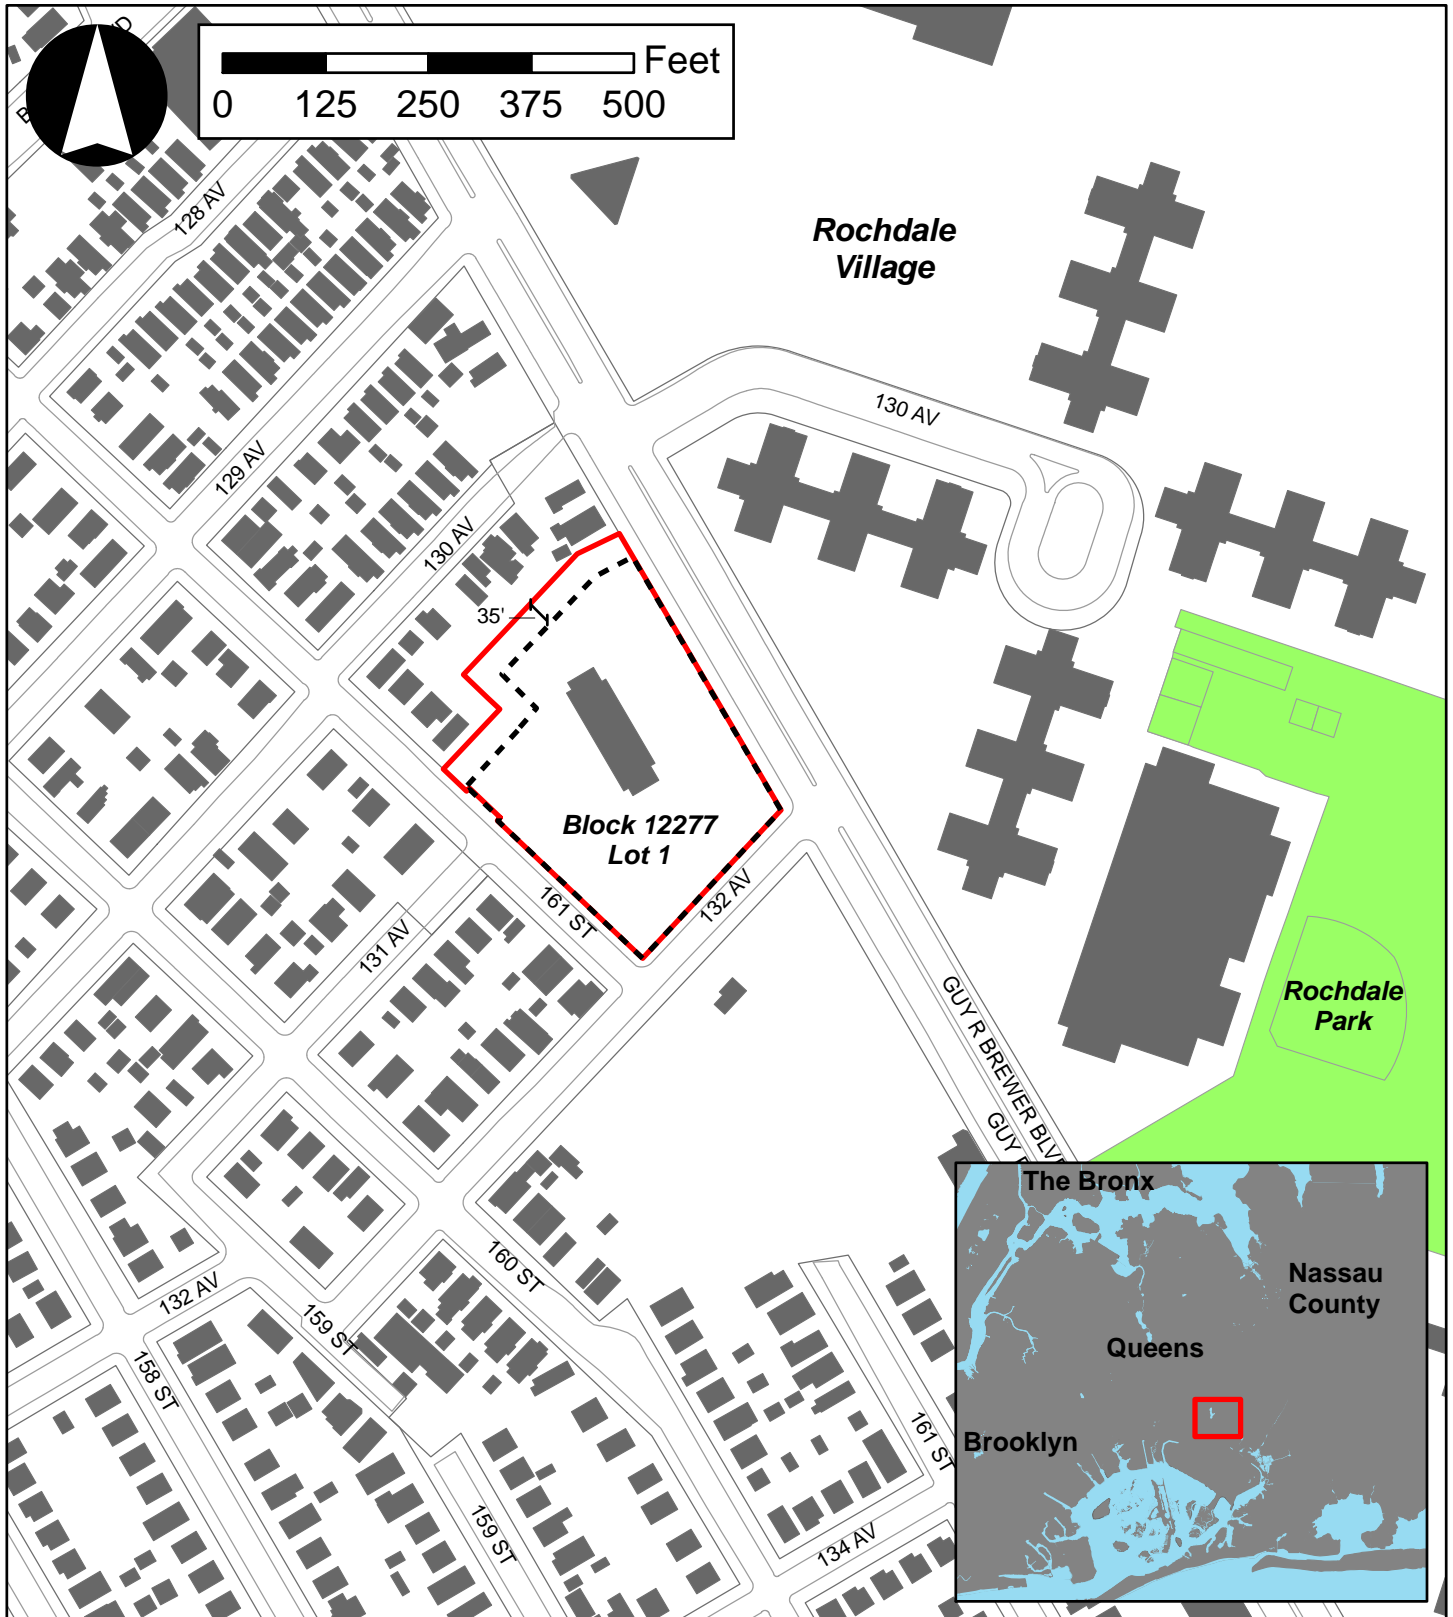 Feet
0 125 250 375 500
128 AV
Rochdale
Village
130 AV
129 AV
130 AV
35'
Block 12277
Lot 1
161 ST
132 AV
131 AV
GUY R BREWER BLV
GUY
Rochdale
Park
160 ST
132 AV
159 ST
158 ST
161 ST
159 ST
134 AV
The Bronx
Nassau
County
Queens
Brooklyn